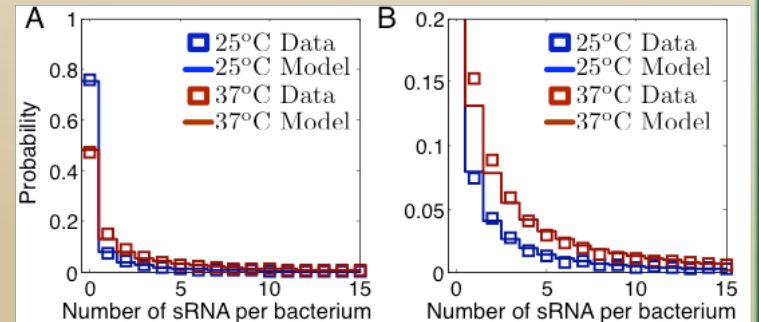 A
1
0.8
0.6
0.4
0.2
0
Probability
25°C Data
25°C Model
37°C Data
37°C Model
0 5 10 15
Number of sRNA per bacterium
B
0.2
0.15
0.1
0.05
0
25°C Data
25°C Model
37°C Data
37°C Model
0 5 10 15
Number of sRNA per bacterium